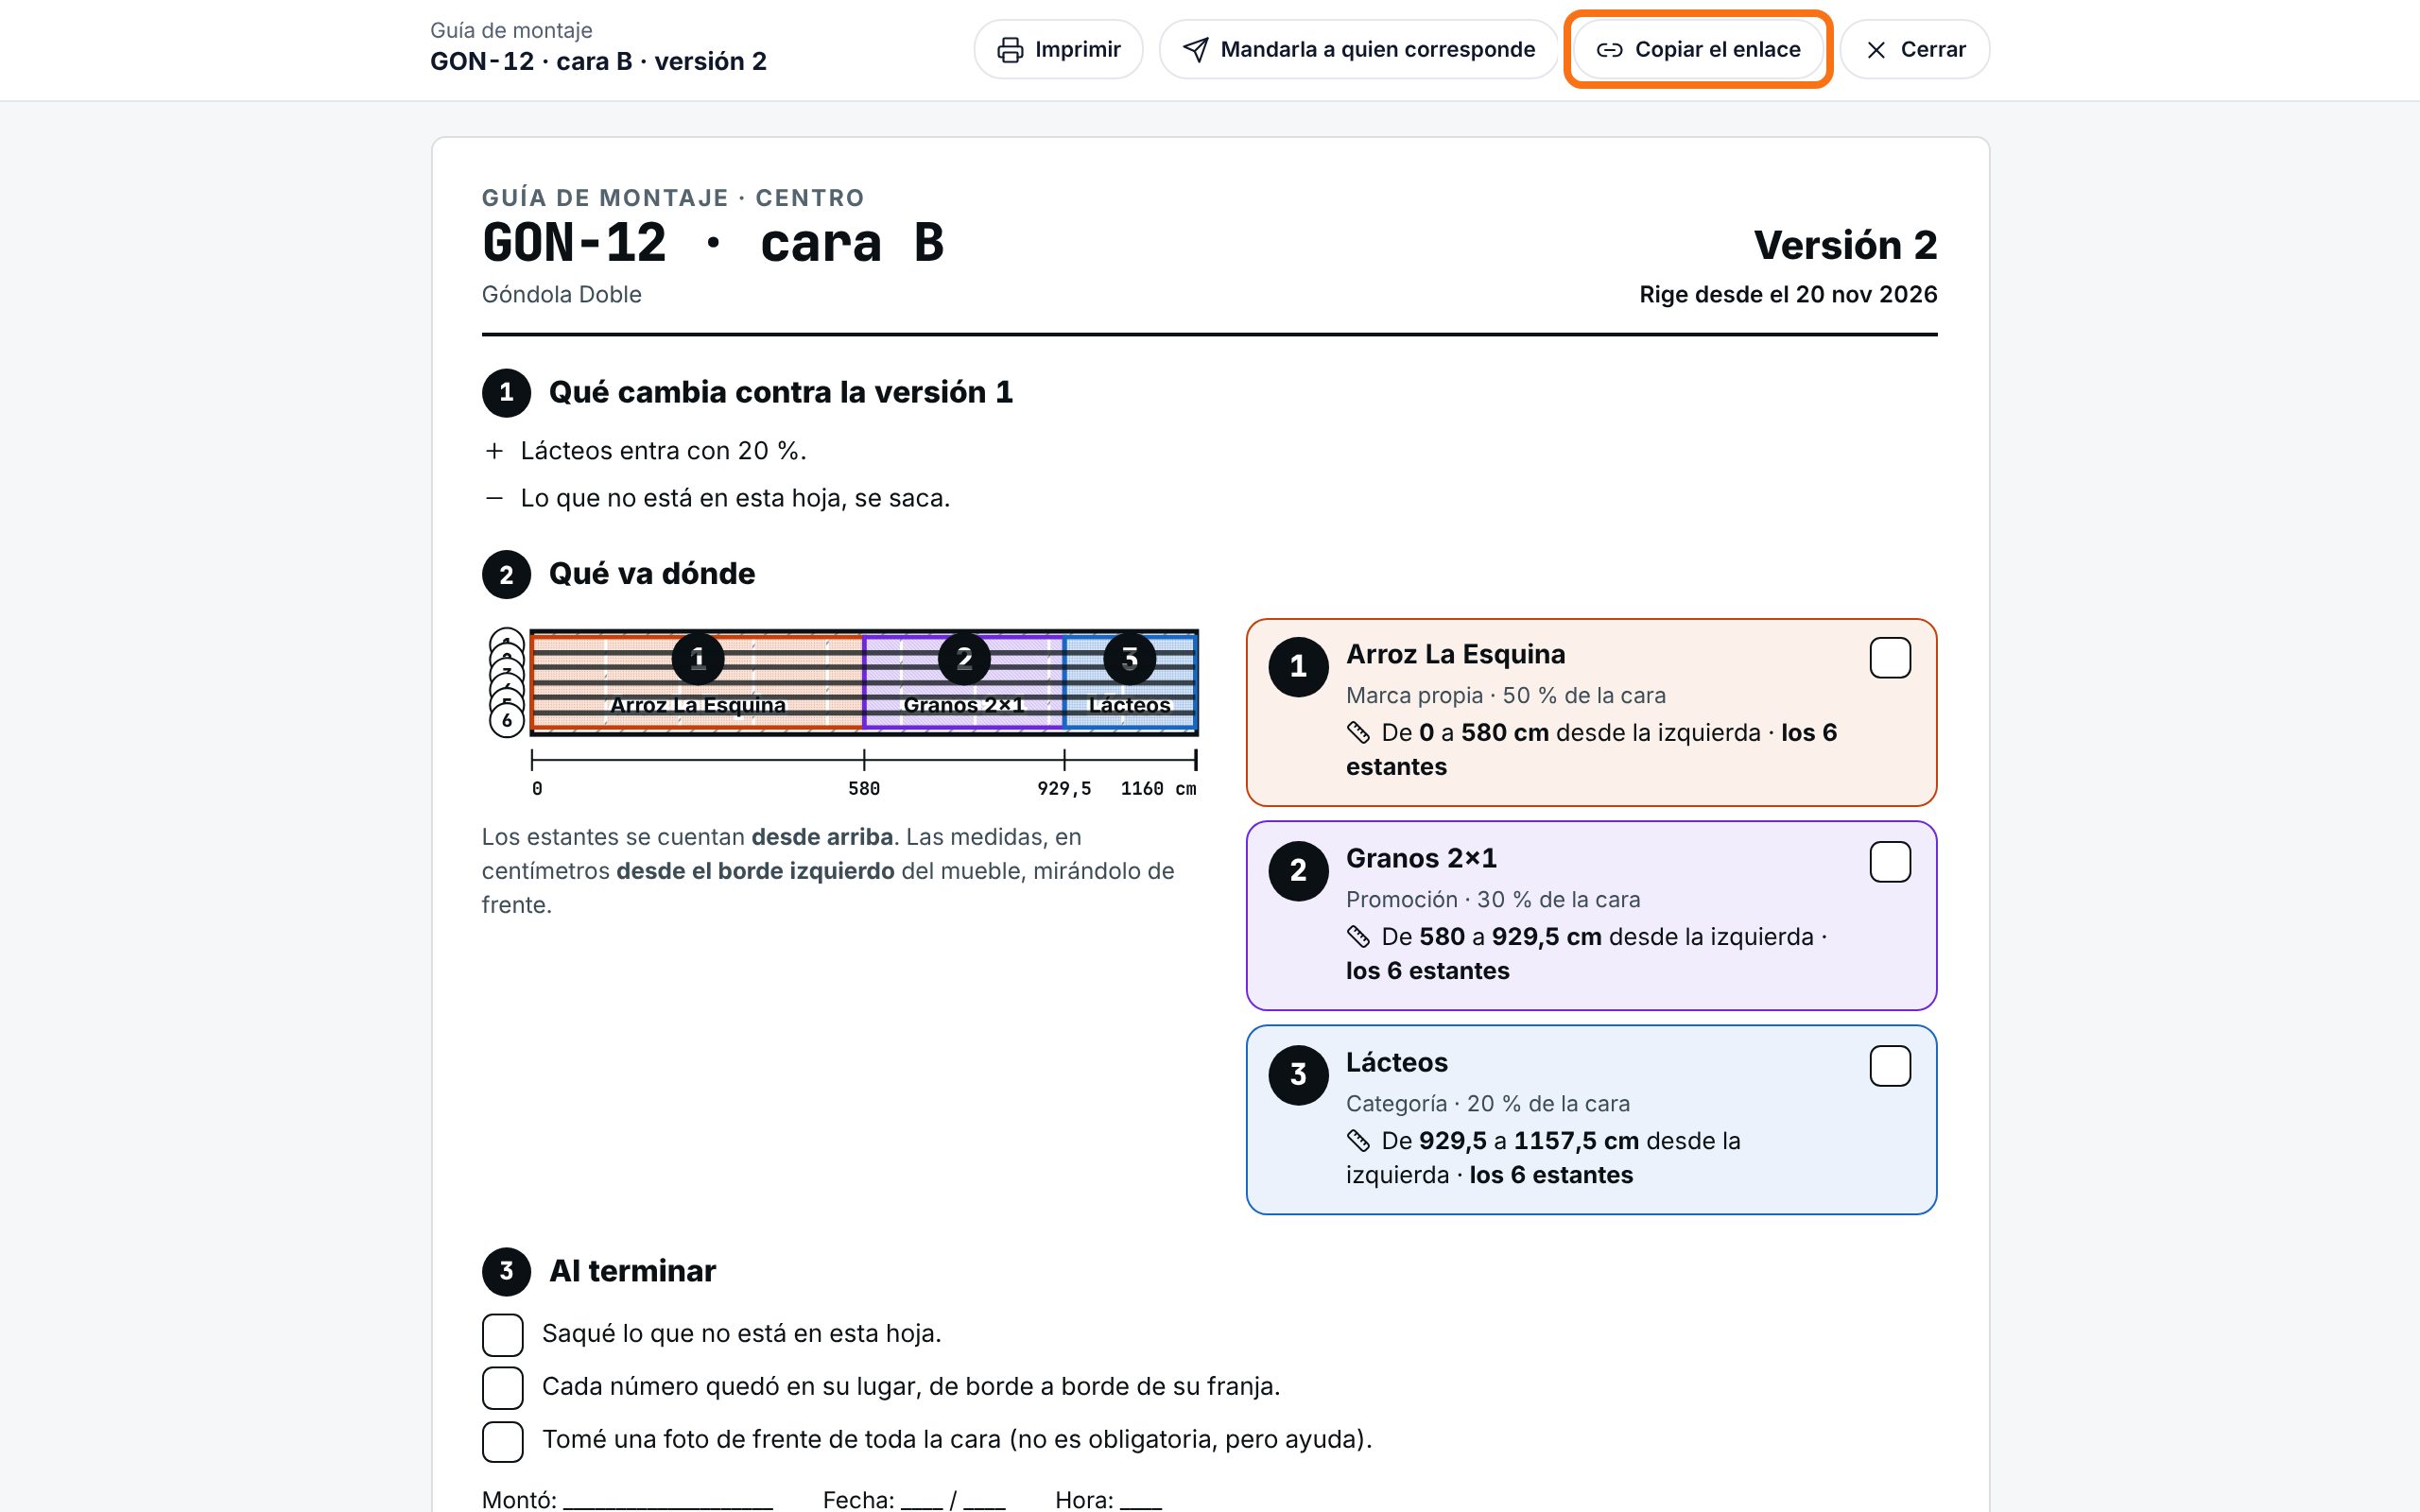 Guía de montaje
GON-12 · cara B · versión 2
Imprimir
Mandarla a quien corresponde
Copiar el enlace
Cerrar
GUÍA DE MONTAJE · CENTRO
GON-12 · cara B
Góndola Doble
Versión 2
Rige desde el 20 nov 2026
1 Qué cambia contra la versión 1
+ Lácteos entra con 20 %.
− Lo que no está en esta hoja, se saca.
2 Qué va dónde
1 2 3
6
Arroz La Esquina Granos 2×1 Lácteos
0 580 929,5 1160 cm
Los estantes se cuentan desde arriba. Las medidas, en
centímetros desde el borde izquierdo del mueble, mirándolo de
frente.
1 Arroz La Esquina
Marca propia · 50 % de la cara
De 0 a 580 cm desde la izquierda · los 6
estantes
2 Granos 2×1
Promoción · 30 % de la cara
De 580 a 929,5 cm desde la izquierda ·
los 6 estantes
3 Lácteos
Categoría · 20 % de la cara
De 929,5 a 1157,5 cm desde la
izquierda · los 6 estantes
3 Al terminar
Saqué lo que no está en esta hoja.
Cada número quedó en su lugar, de borde a borde de su franja.
Tomé una foto de frente de toda la cara (no es obligatoria, pero ayuda).
Montó: ____________________ Fecha: ____ / ____ Hora: ____